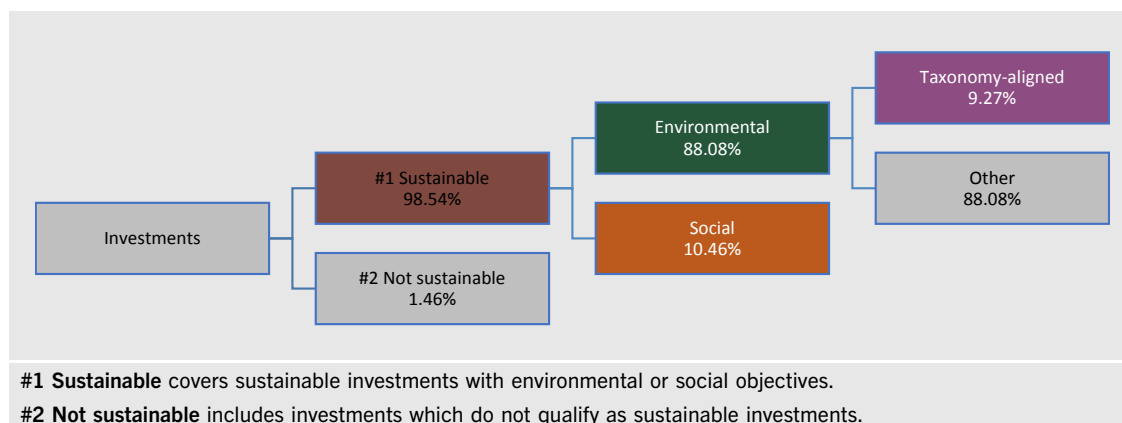 Taxonomy-aligned
9.27%
Environmental
88.08%
#1 Sustainable
98.54%
Other
88.08%
Investments
Social
10.46%
#2 Not sustainable
1.46%
#1 Sustainable covers sustainable investments with environmental or social objectives.
#2 Not sustainable includes investments which do not qualify as sustainable investments.